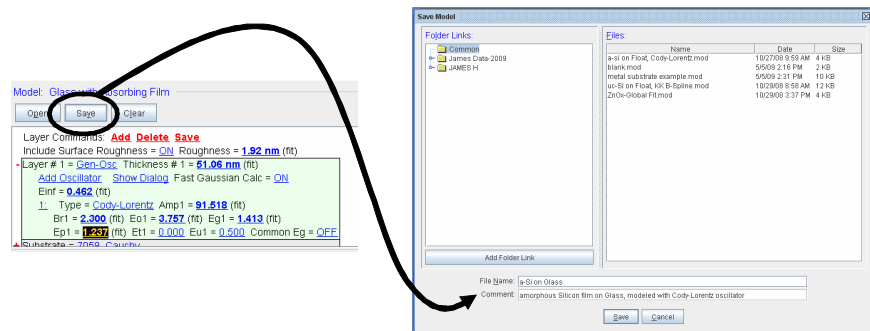 Model: Glass with Absorbing Film
Open Save Clear
Layer Commands: Add Delete Save
Include Surface Roughness = ON Roughness = 1.92 nm (fit)
- Layer # 1 = Gen-Osc Thickness # 1 = 51.06 nm (fit)
Add Oscillator Show Dialog Fast Gaussian Calc = ON
Einf = 0.462 (fit)
1: Type = Cody-Lorentz Amp1 = 91.518 (fit)
Br1 = 2.300 (fit) Eo1 = 3.757 (fit) Eg1 = 1.413 (fit)
Ep1 = 1.237 (fit) Et1 = 0.000 Eu1 = 0.500 Common Eg = OFF
+ Substrate = 7059_Cauchy
Save Model
Folder Links:
Common
James Data-2009
JAMES H
Add Folder Link
Files:
Name Date Size
a-si on Float, Cody-Lorentz.mod 10/27/08 9:59 AM 4 KB
blank.mod 5/5/09 2:16 PM 2 KB
metal substrate example.mod 5/5/09 2:31 PM 10 KB
uc-Si on Float, KK B-Spline.mod 10/29/08 8:58 AM 12 KB
ZnOx-Global Fit.mod 10/29/08 3:37 PM 4 KB
File Name: a-Si on Glass
Comment: amorphous Silicon film on Glass, modeled with Cody-Lorentz oscillator
Save Cancel